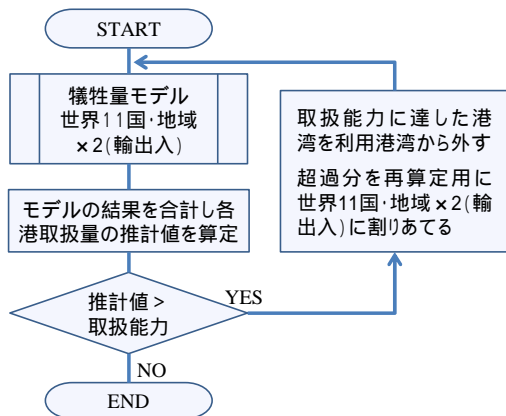 START
犠牲量モデル
世界11国・地域
×2(輸出入)
モデルの結果を合計し各
港取扱量の推計値を算定
推計値＞
取扱能力
YES
NO
END
取扱能力に達した港
湾を利用港湾から外す
超過分を再算定用に
世界11国・地域×2(輸
出入)に割りあてる